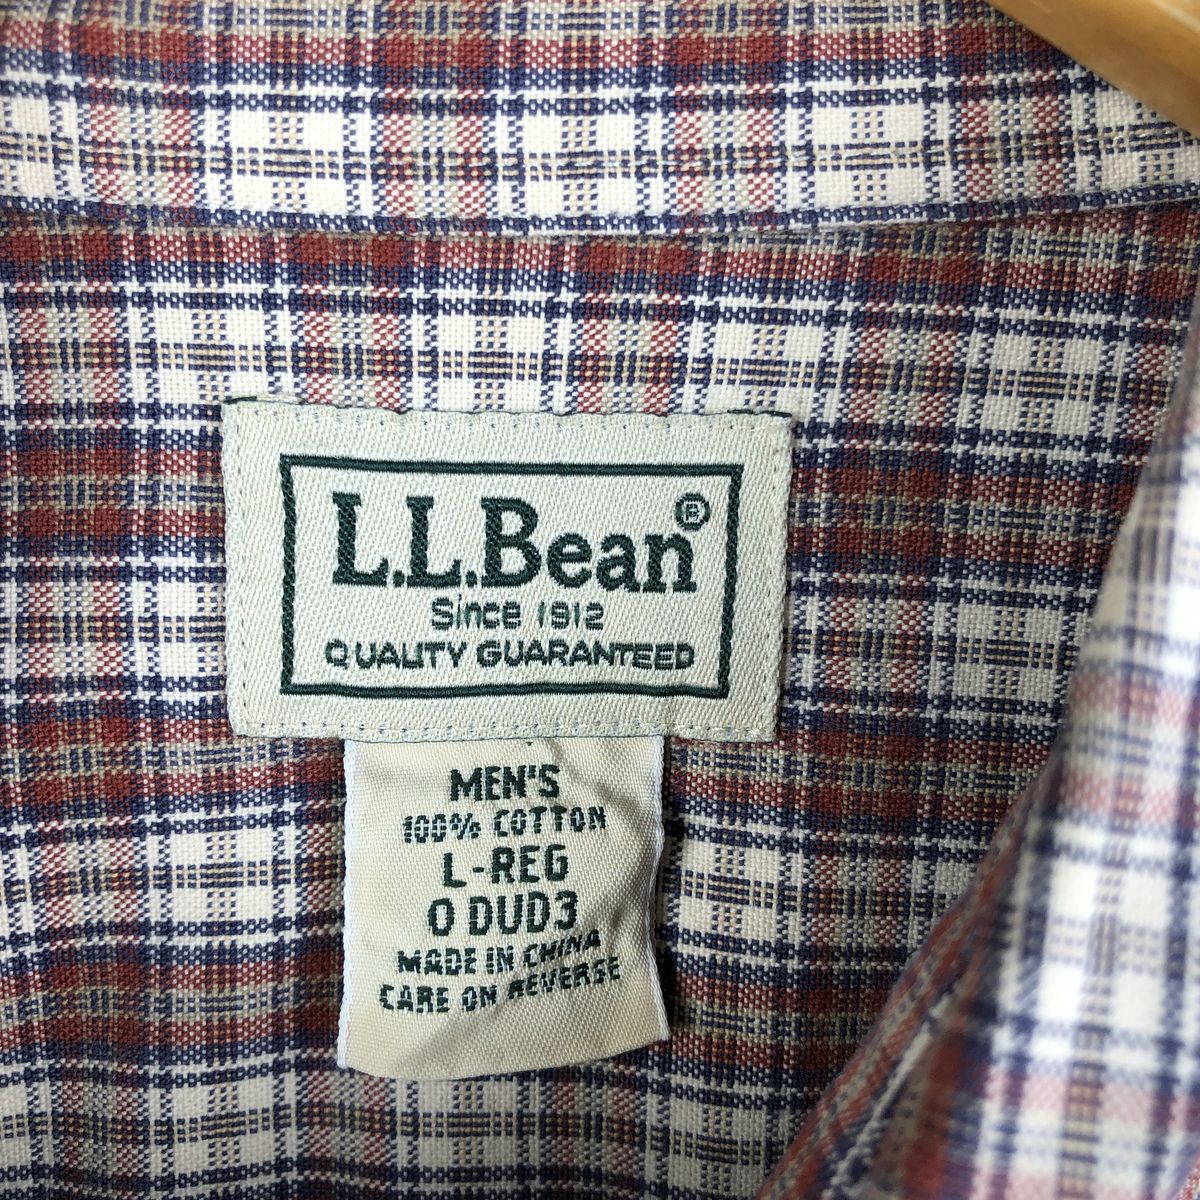 L.L.Bean®
Since 1912
QUALITY GUARANTEED
MEN'S
100% COTTON
L-REG
0 DUD3
MADE IN CHINA
CARE ON REVERSE